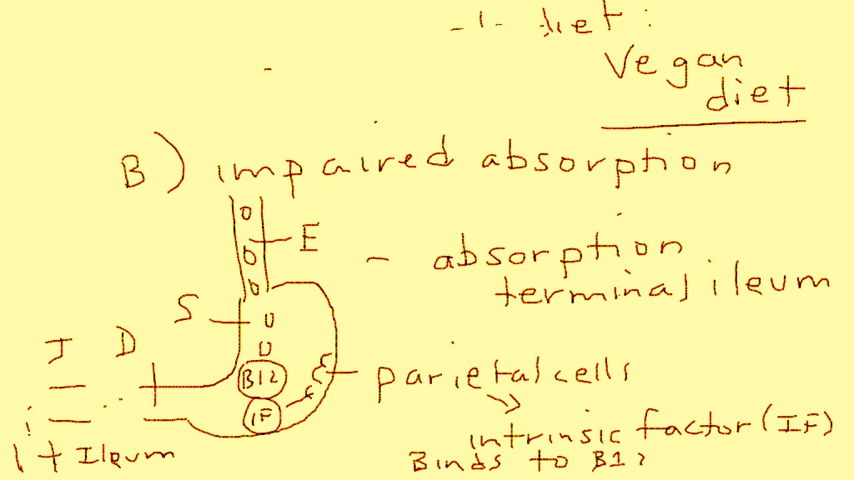 diet:
Vegan
diet
B) impaired absorption
E
- absorption
terminal ileum
S
J D
B12
- parietal cells
IF
intrinsic factor (IF)
Ileum
Binds to B12